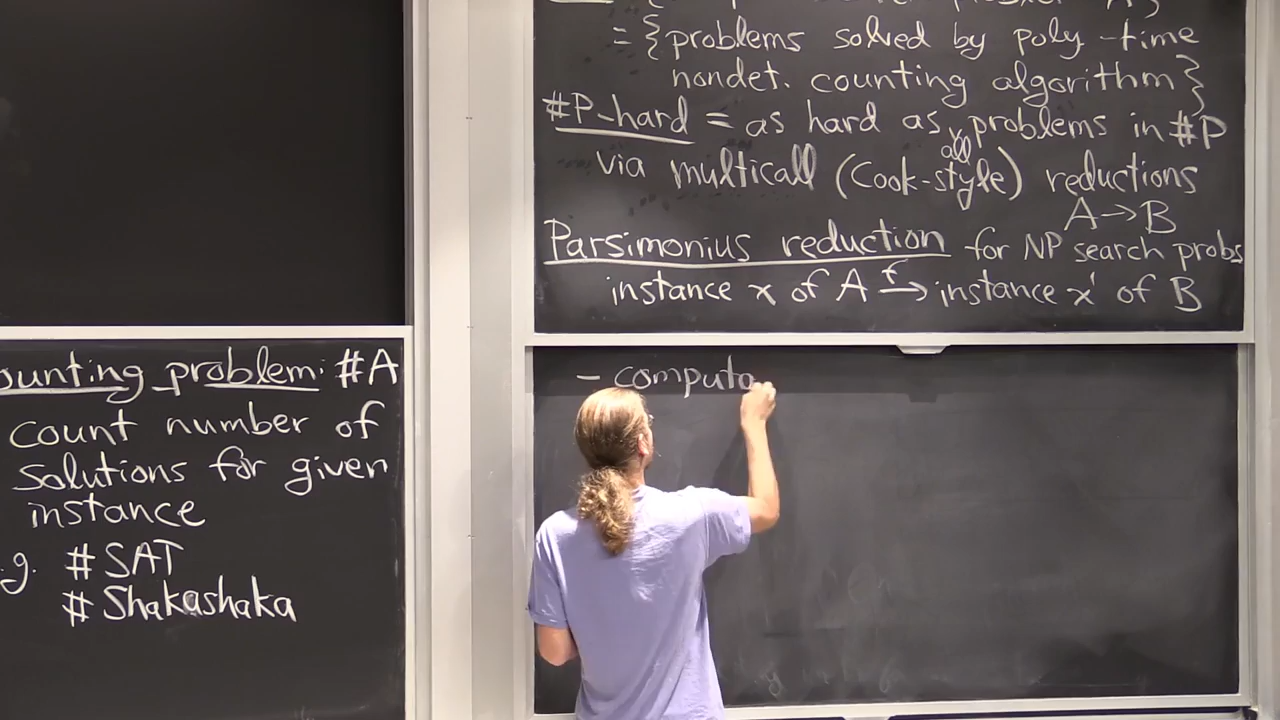 ounting problem: #A
count number of
solutions for given
instance
.g. #SAT
#Shakashaka
= {problems solved by poly-time
nondet. counting algorithm}
#P-hard = as hard as all problems in #P
via multicall (Cook-style) reductions
A→B
Parsimonius reduction for NP search probs
instance x of A f→ instance x' of B
- computa